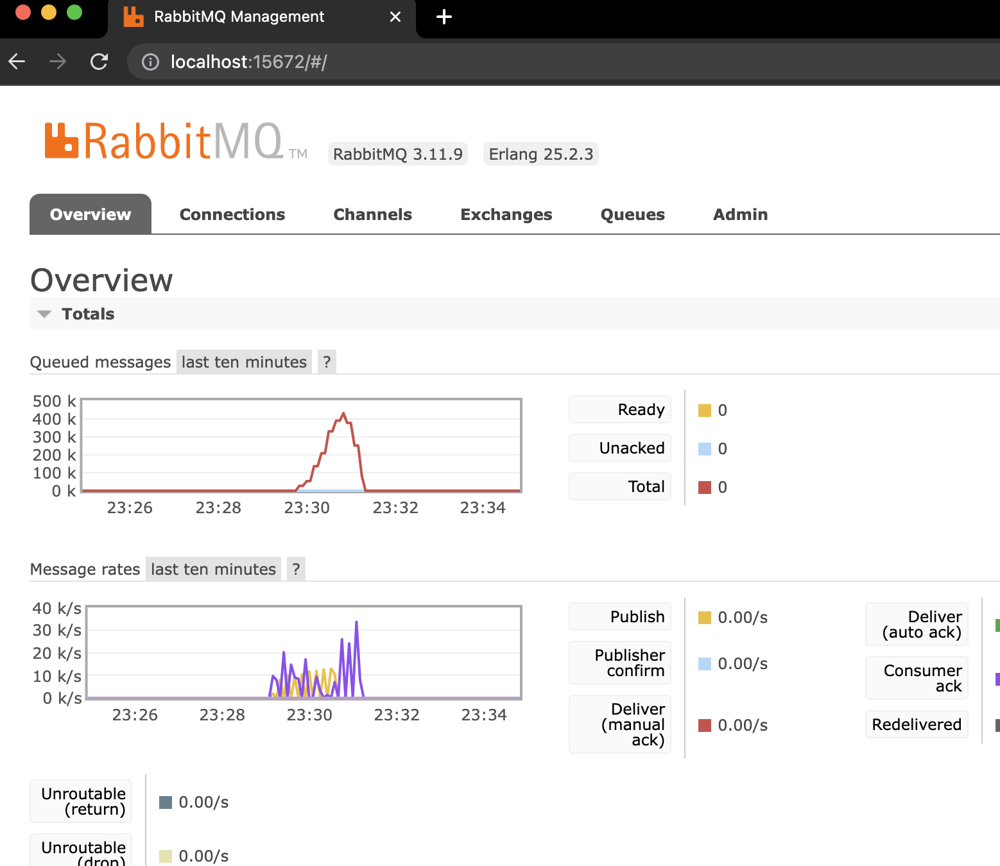 RabbitMQ Management
localhost:15672/#/
RabbitMQ TM
RabbitMQ 3.11.9 Erlang 25.2.3
Overview Connections Channels Exchanges Queues Admin
Overview
Totals
Queued messages last ten minutes ?
500 k
400 k
300 k
200 k
100 k
0 k
23:26 23:28 23:30 23:32 23:34
Ready 0
Unacked 0
Total 0
Message rates last ten minutes ?
40 k/s
30 k/s
20 k/s
10 k/s
0 k/s
23:26 23:28 23:30 23:32 23:34
Publish 0.00/s
Publisher
confirm 0.00/s
Deliver
(manual 0.00/s
ack)
Deliver
(auto ack)
Consumer
ack
Redelivered
Unroutable
(return) 0.00/s
Unroutable
(drop) 0.00/s